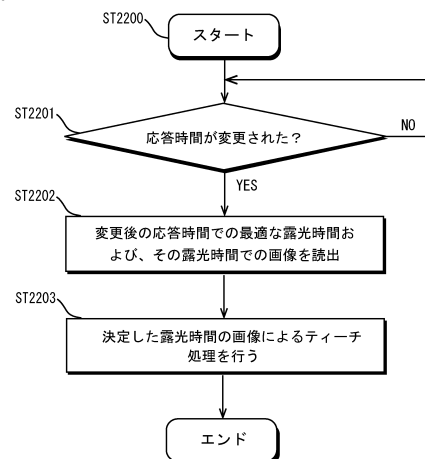 ST2200
スタート
ST2201
応答時間が変更された？
NO
YES
ST2202
変更後の応答時間での最適な露光時間お
よび、その露光時間での画像を読出
ST2203
決定した露光時間の画像によるティーチ
処理を行う
エンド